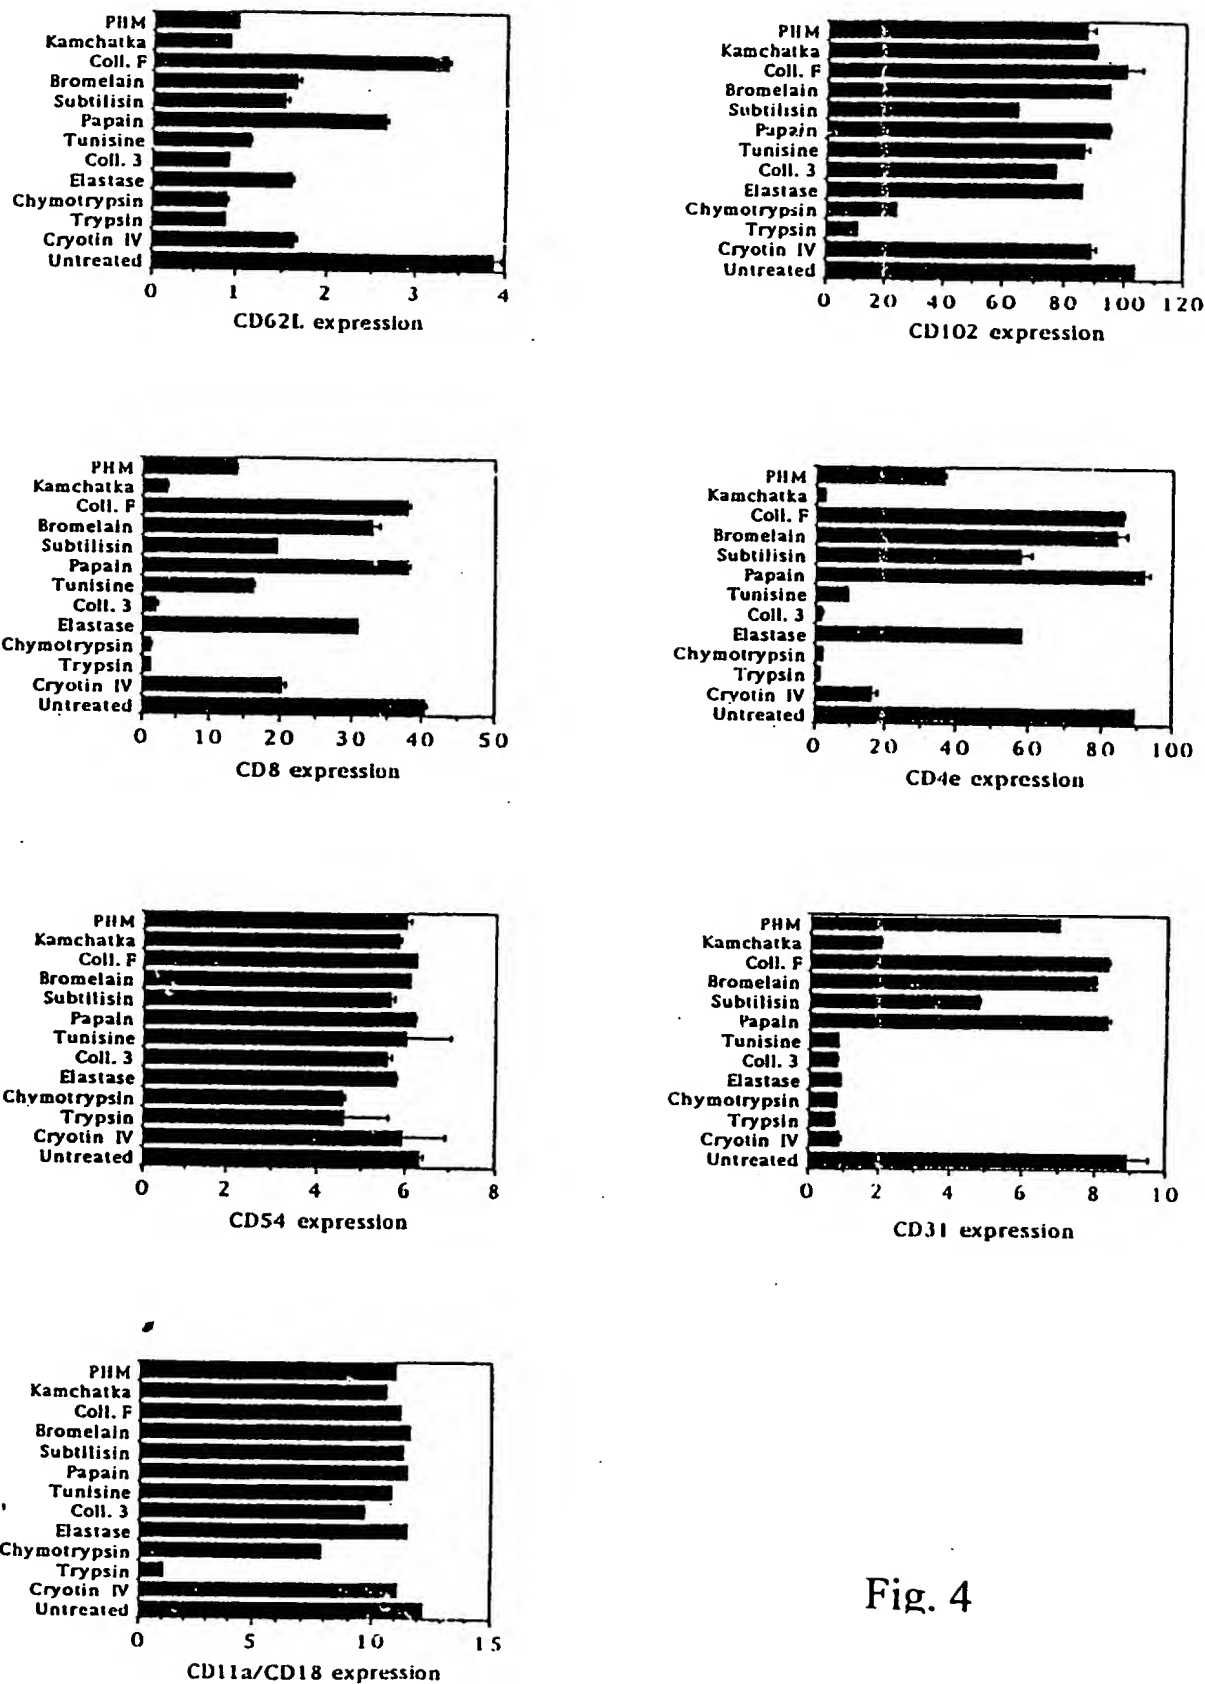 PHM
Kamchatka
Coll. F
Bromelain
Subtilisin
Papain
Tunisine
Coll. 3
Elastase
Chymotrypsin
Trypsin
Cryotin IV
Untreated
0 1 2 3 4
CD62L expression
PHM
Kamchatka
Coll. F
Bromelain
Subtilisin
Papain
Tunisine
Coll. 3
Elastase
Chymotrypsin
Trypsin
Cryotin IV
Untreated
0 20 40 60 80 100 120
CD102 expression
PHM
Kamchatka
Coll. F
Bromelain
Subtilisin
Papain
Tunisine
Coll. 3
Elastase
Chymotrypsin
Trypsin
Cryotin IV
Untreated
0 10 20 30 40 50
CD8 expression
PHM
Kamchatka
Coll. F
Bromelain
Subtilisin
Papain
Tunisine
Coll. 3
Elastase
Chymotrypsin
Trypsin
Cryotin IV
Untreated
0 20 40 60 80 100
CD4e expression
PHM
Kamchatka
Coll. F
Bromelain
Subtilisin
Papain
Tunisine
Coll. 3
Elastase
Chymotrypsin
Trypsin
Cryotin IV
Untreated
0 2 4 6 8
CD54 expression
PHM
Kamchatka
Coll. F
Bromelain
Subtilisin
Papain
Tunisine
Coll. 3
Elastase
Chymotrypsin
Trypsin
Cryotin IV
Untreated
0 2 4 6 8 10
CD31 expression
PHM
Kamchatka
Coll. F
Bromelain
Subtilisin
Papain
Tunisine
Coll. 3
Elastase
Chymotrypsin
Trypsin
Cryotin IV
Untreated
0 5 10 15
CD11a/CD18 expression
Fig. 4